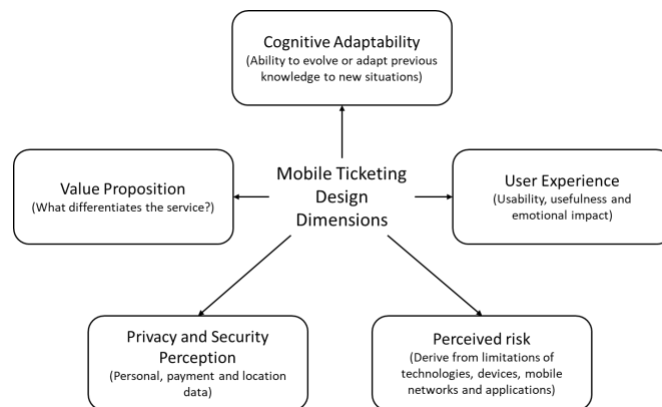 Cognitive Adaptability
(Ability to evolve or adapt previous
knowledge to new situations)
Value Proposition
(What differentiates the service?)
Mobile Ticketing
Design
Dimensions
User Experience
(Usability, usefulness and
emotional impact)
Privacy and Security
Perception
(Personal, payment and location
data)
Perceived risk
(Derive from limitations of
technologies, devices, mobile
networks and applications)